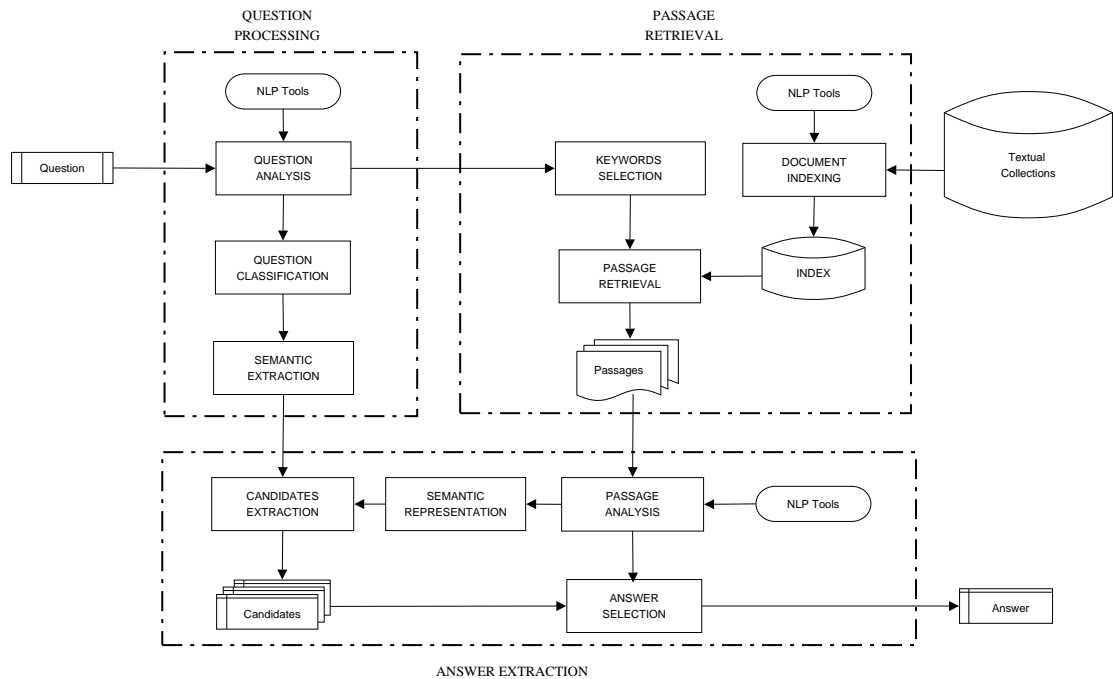 QUESTION
PROCESSING
PASSAGE
RETRIEVAL
NLP Tools
NLP Tools
Question
QUESTION
ANALYSIS
KEYWORDS
SELECTION
DOCUMENT
INDEXING
Textual
Collections
QUESTION
CLASSIFICATION
PASSAGE
RETRIEVAL
INDEX
SEMANTIC
EXTRACTION
Passages
CANDIDATES
EXTRACTION
SEMANTIC
REPRESENTATION
PASSAGE
ANALYSIS
NLP Tools
Candidates
ANSWER
SELECTION
Answer
ANSWER EXTRACTION